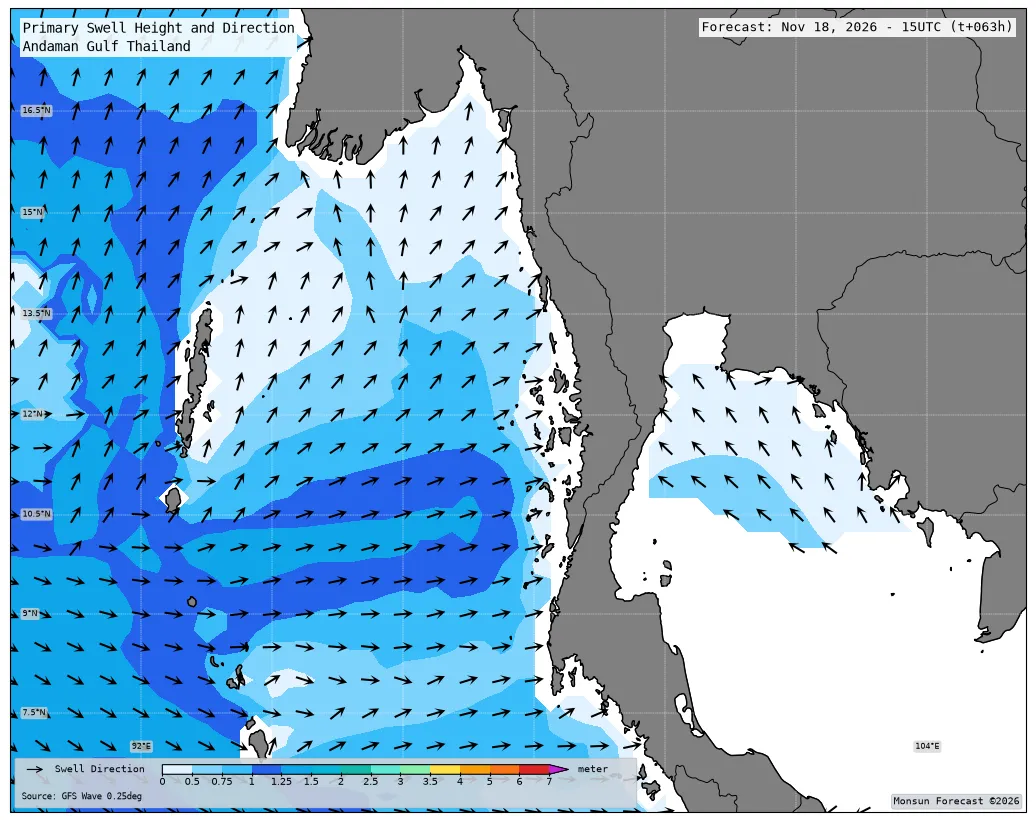 Primary Swell Height and Direction
Andaman Gulf Thailand
Forecast: Nov 18, 2026 - 15UTC (t+063h)
16.5°N
15°N
13.5°N
12°N
10.5°N
9°N
7.5°N
92°E
104°E
Swell Direction
0 0.5 0.75 1 1.25 1.5 2 2.5 3 3.5 4 5 6 7 meter
Source: GFS Wave 0.25deg
Monsun Forecast ©2026